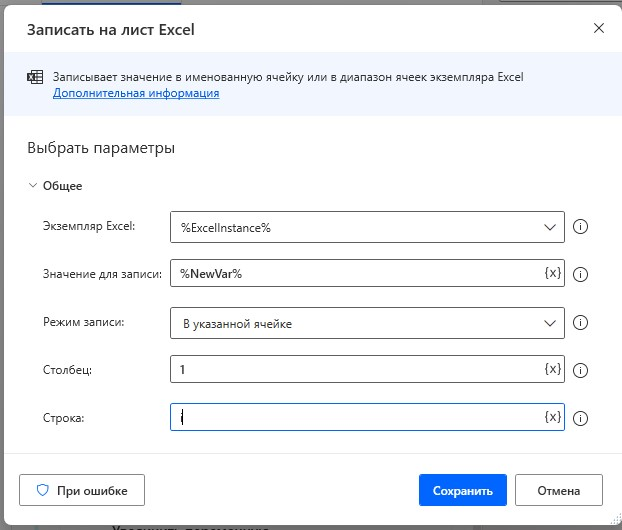 Записать на лист Excel
Записывает значение в именованную ячейку или в диапазон ячеек экземпляра Excel
Дополнительная информация
Выбрать параметры
Общее
Экземпляр Excel: %ExcelInstance%
Значение для записи: %NewVar% {x}
Режим записи: В указанной ячейке
Столбец: 1 {x}
Строка: i {x}
При ошибке Сохранить Отмена